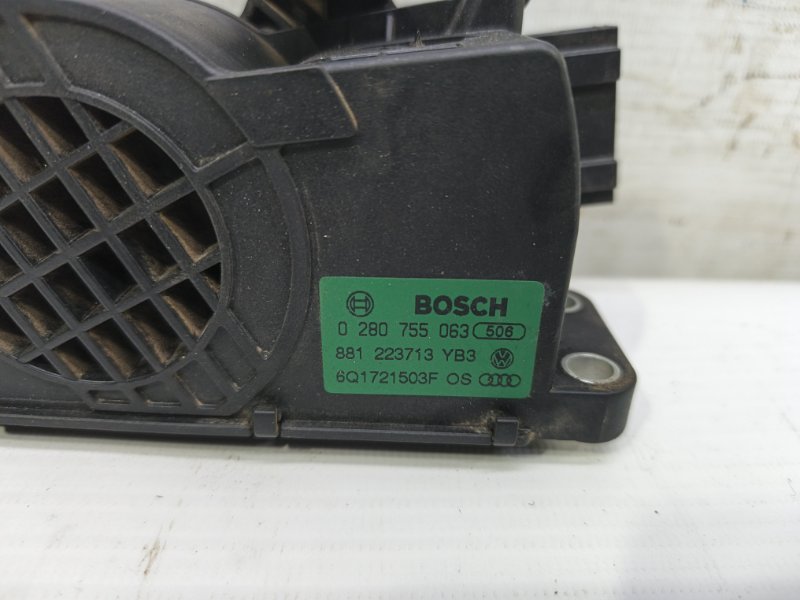 BOSCH
0 280 755 063 506
881 223713 YB3
6Q1721503F OS